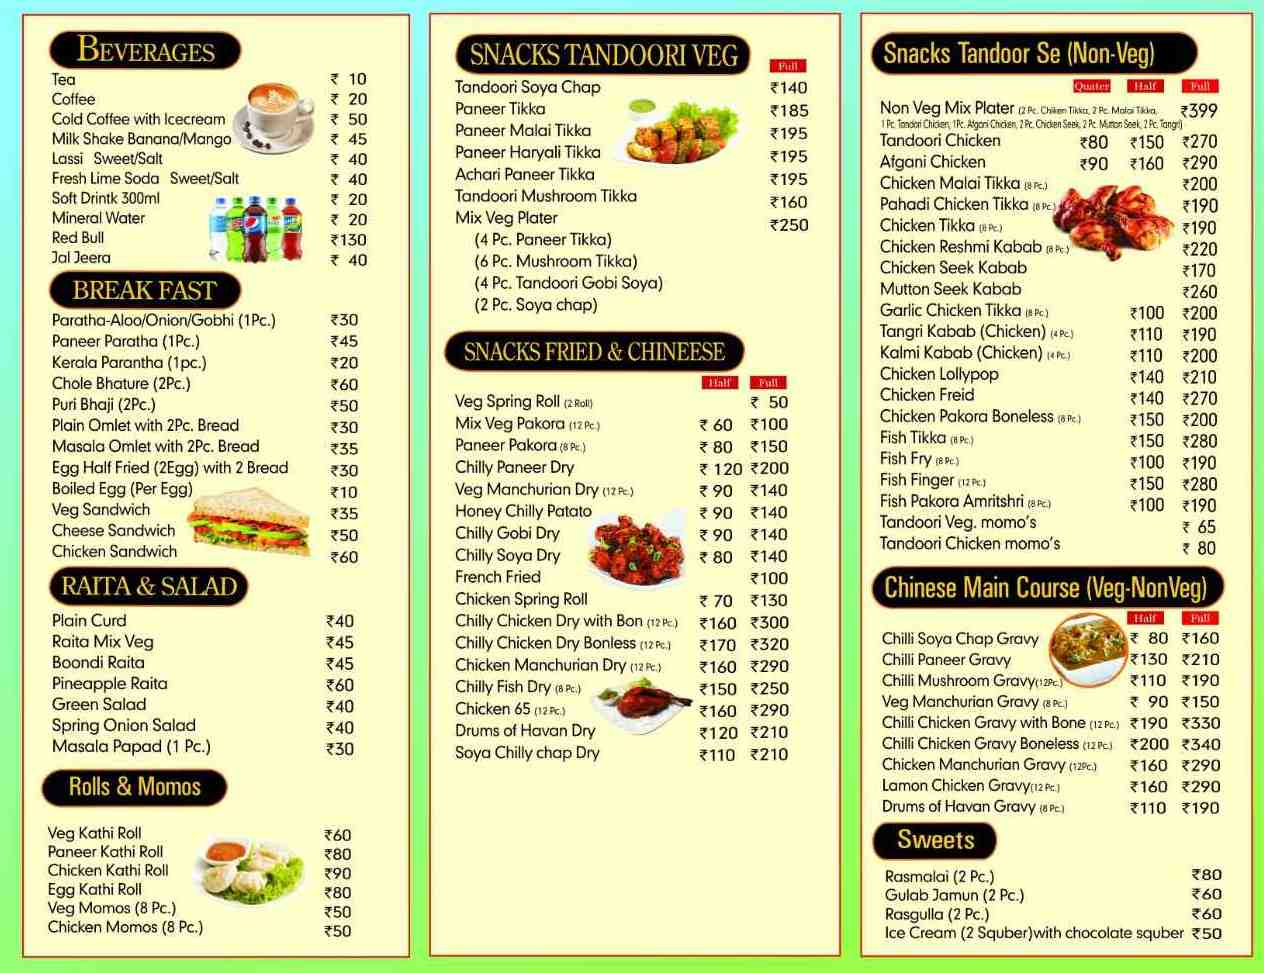 BEVERAGES
Tea ₹ 10
Coffee ₹ 20
Cold Coffee with Icecream ₹ 50
Milk Shake Banana/Mango ₹ 45
Lassi Sweet/Salt ₹ 40
Fresh Lime Soda Sweet/Salt ₹ 40
Soft Drintk 300ml ₹ 20
Mineral Water ₹ 20
Red Bull ₹130
Jal Jeera ₹ 40
BREAK FAST
Paratha-Aloo/Onion/Gobhi (1Pc.) ₹30
Paneer Paratha (1Pc.) ₹45
Kerala Parantha (1pc.) ₹20
Chole Bhature (2Pc.) ₹60
Puri Bhaji (2Pc.) ₹50
Plain Omlet with 2Pc. Bread ₹30
Masala Omlet with 2Pc. Bread ₹35
Egg Half Fried (2Egg) with 2 Bread ₹30
Boiled Egg (Per Egg) ₹10
Veg Sandwich ₹35
Cheese Sandwich ₹50
Chicken Sandwich ₹60
RAITA & SALAD
Plain Curd ₹40
Raita Mix Veg ₹45
Boondi Raita ₹45
Pineapple Raita ₹60
Green Salad ₹40
Spring Onion Salad ₹40
Masala Papad (1 Pc.) ₹30
Rolls & Momos
Veg Kathi Roll ₹60
Paneer Kathi Roll ₹80
Chicken Kathi Roll ₹90
Egg Kathi Roll ₹80
Veg Momos (8 Pc.) ₹50
Chicken Momos (8 Pc.) ₹50
SNACKS TANDOORI VEG
Full
Tandoori Soya Chap ₹140
Paneer Tikka ₹185
Paneer Malai Tikka ₹195
Paneer Haryali Tikka ₹195
Achari Paneer Tikka ₹195
Tandoori Mushroom Tikka ₹160
Mix Veg Plater ₹250
(4 Pc. Paneer Tikka)
(6 Pc. Mushroom Tikka)
(4 Pc. Tandoori Gobi Soya)
(2 Pc. Soya chap)
SNACKS FRIED & CHINEESE
Half Full
Veg Spring Roll (2 Roll) ₹ 50
Mix Veg Pakora (12 Pc.) ₹ 60 ₹100
Paneer Pakora (8 Pc.) ₹ 80 ₹150
Chilly Paneer Dry ₹ 120 ₹200
Veg Manchurian Dry (12 Pc.) ₹ 90 ₹140
Honey Chilly Patato ₹ 90 ₹140
Chilly Gobi Dry ₹ 90 ₹140
Chilly Soya Dry ₹ 80 ₹140
French Fried ₹100
Chicken Spring Roll ₹ 70 ₹130
Chilly Chicken Dry with Bon (12 Pc.) ₹160 ₹300
Chilly Chicken Dry Bonless (12 Pc.) ₹170 ₹320
Chicken Manchurian Dry (12 Pc.) ₹160 ₹290
Chilly Fish Dry (8 Pc.) ₹150 ₹250
Chicken 65 (12 Pc.) ₹160 ₹290
Drums of Havan Dry ₹120 ₹210
Soya Chilly chap Dry ₹110 ₹210
Snacks Tandoor Se (Non-Veg)
Quater Half Full
Non Veg Mix Plater (2 Pc. Chiken Tikka, 2 Pc. Malai Tikka, ₹399
1 Pc. Tandori Chicken, 1Pc. Afgani Chicken, 2 Pc. Chicken Seek, 2 Pc. Mutton Seek, 2 Pc. Tangri)
Tandoori Chicken ₹80 ₹150 ₹270
Afgani Chicken ₹90 ₹160 ₹290
Chicken Malai Tikka (8 Pc.) ₹200
Pahadi Chicken Tikka (8 Pc.) ₹190
Chicken Tikka (8 Pc.) ₹190
Chicken Reshmi Kabab (8 Pc.) ₹220
Chicken Seek Kabab ₹170
Mutton Seek Kabab ₹260
Garlic Chicken Tikka (8 Pc.) ₹100 ₹200
Tangri Kabab (Chicken) (4 Pc.) ₹110 ₹190
Kalmi Kabab (Chicken) (4 Pc.) ₹110 ₹200
Chicken Lollypop ₹140 ₹210
Chicken Freid ₹140 ₹270
Chicken Pakora Boneless (8 Pc.) ₹150 ₹200
Fish Tikka (8 Pc.) ₹150 ₹280
Fish Fry (8 Pc.) ₹100 ₹190
Fish Finger (12 Pc.) ₹150 ₹280
Fish Pakora Amritshri (8 Pc.) ₹100 ₹190
Tandoori Veg. momo's ₹ 65
Tandoori Chicken momo's ₹ 80
Chinese Main Course (Veg-NonVeg)
Half Full
Chilli Soya Chap Gravy ₹ 80 ₹160
Chilli Paneer Gravy ₹130 ₹210
Chilli Mushroom Gravy(12Pc.) ₹110 ₹190
Veg Manchurian Gravy (8 Pc.) ₹ 90 ₹150
Chilli Chicken Gravy with Bone (12 Pc.) ₹190 ₹330
Chilli Chicken Gravy Boneless (12 Pc.) ₹200 ₹340
Chicken Manchurian Gravy (12Pc.) ₹160 ₹290
Lamon Chicken Gravy(12 Pc.) ₹160 ₹290
Drums of Havan Gravy (8 Pc.) ₹110 ₹190
Sweets
Rasmalai (2 Pc.) ₹80
Gulab Jamun (2 Pc.) ₹60
Rasgulla (2 Pc.) ₹60
Ice Cream (2 Squber)with chocolate squber ₹50